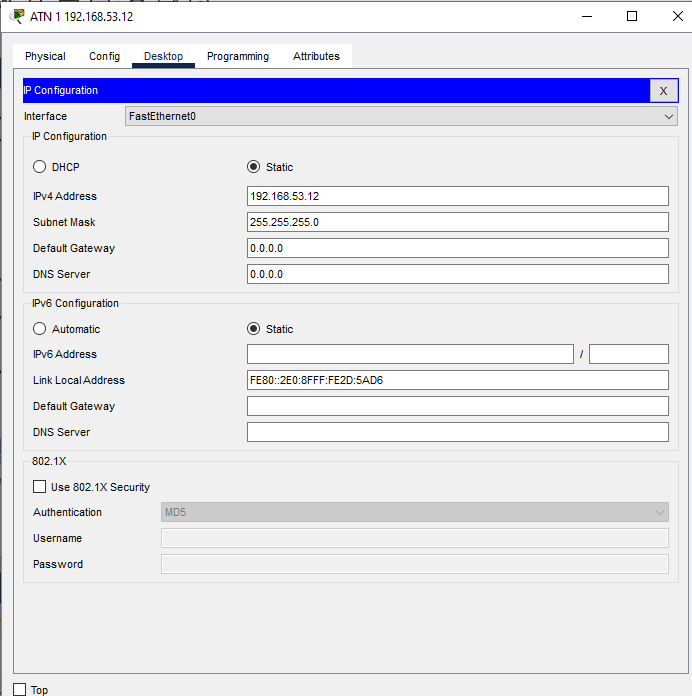 ATN 1 192.168.53.12
Physical Config Desktop Programming Attributes
IP Configuration X
Interface FastEthernet0
IP Configuration
DHCP Static
IPv4 Address 192.168.53.12
Subnet Mask 255.255.255.0
Default Gateway 0.0.0.0
DNS Server 0.0.0.0
IPv6 Configuration
Automatic Static
IPv6 Address /
Link Local Address FE80::2E0:8FFF:FE2D:5AD6
Default Gateway
DNS Server
802.1X
Use 802.1X Security
Authentication MD5
Username
Password
Top